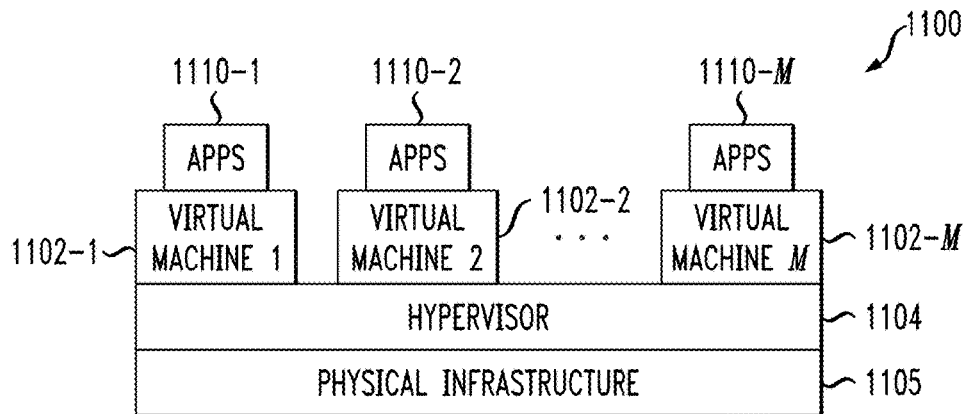 1100
1110-1 1110-2 1110-M
APPS APPS APPS
VIRTUAL MACHINE 1
VIRTUAL MACHINE 2
VIRTUAL MACHINE M
1102-1
1102-2
. . .
1102-M
HYPERVISOR
1104
PHYSICAL INFRASTRUCTURE
1105